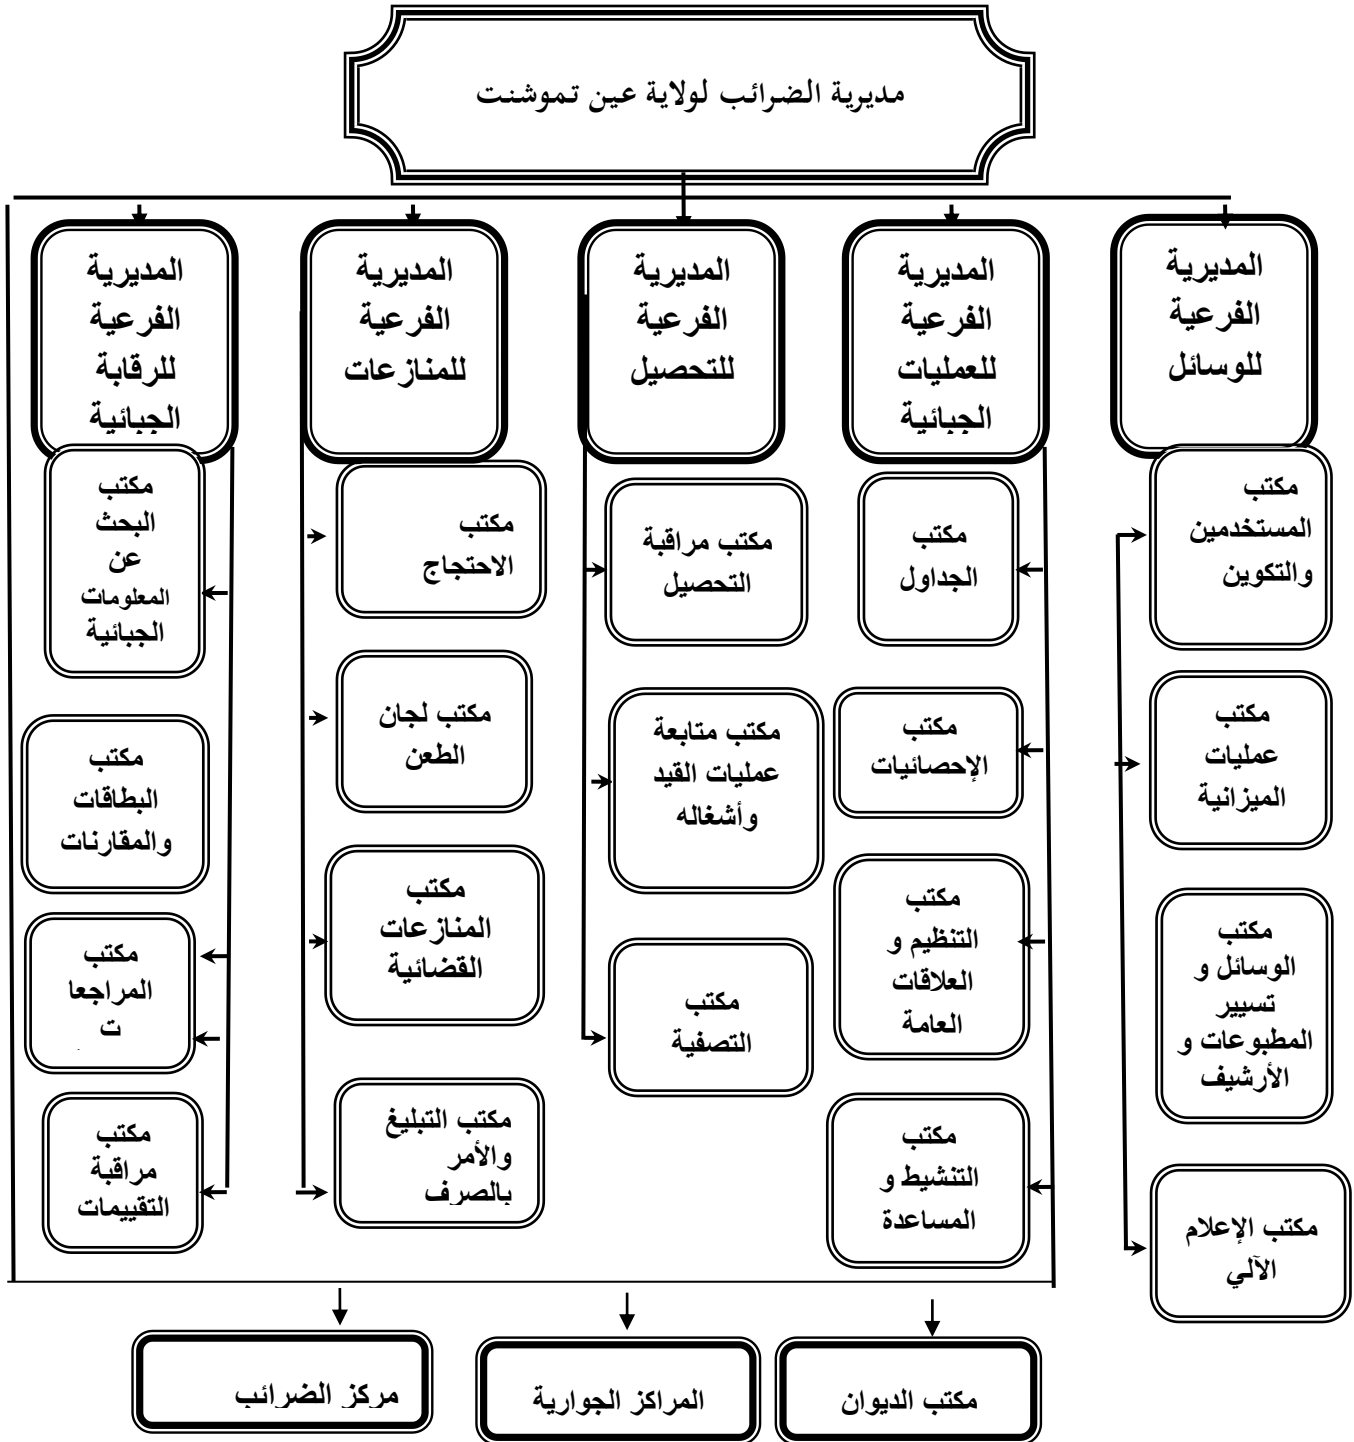 مديرية الضرائب لولاية عين تموشنت
المديرية
الفرعية
للوسائل
المديرية
الفرعية
للعمليات
الجبائية
المديرية
الفرعية
للتحصيل
المديرية
الفرعية
للمنازعات
المديرية
الفرعية
للرقابة
الجبائية
مكتب
المستخدمين
والتكوين
مكتب
عمليات
الميزانية
مكتب
الوسائل و
تسيير
المطبوعات و
الأرشيف
مكتب الإعلام
الآلي
مكتب
الجداول
مكتب
الإحصائيات
مكتب
التنظيم و
العلاقات
العامة
مكتب
التنشيط و
المساعدة
مكتب مراقبة
التحصيل
مكتب متابعة
عمليات القيد
وأشغاله
مكتب
التصفية
مكتب
الاحتجاج
مكتب لجان
الطعن
مكتب
المنازعات
القضائية
مكتب التبليغ
والأمر
بالصرف
مكتب
البحث
عن
المعلومات
الجبائية
مكتب
البطاقات
والمقارنات
مكتب
المراجعا
ت
مكتب
مراقبة
التقييمات
مكتب الديوان
المراكز الجوارية
مركز الضرائب